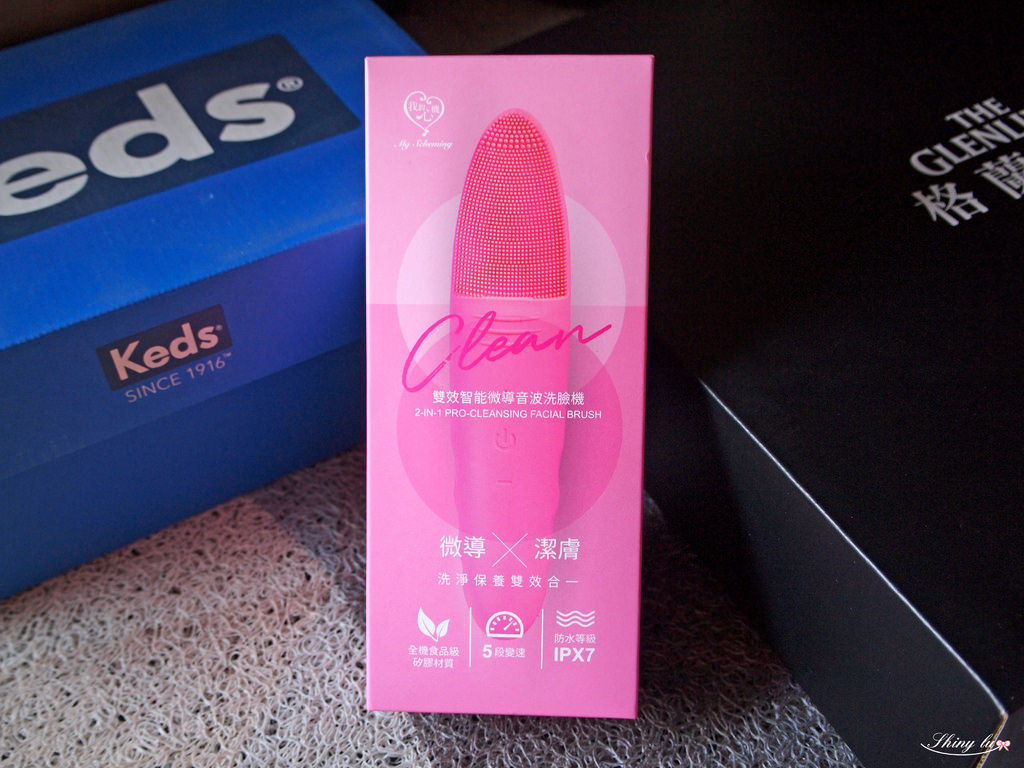 Keds®
Keds®
SINCE 1916™
我的心機
My Scheming
Clean
雙效智能微導音波洗臉機
2-IN-1 PRO-CLEANSING FACIAL BRUSH
微導 潔膚
洗淨保養雙效合一
全機食品級
矽膠材質
5段變速
防水等級
IPX7
THE
GLENLI
格蘭
Shiny lu